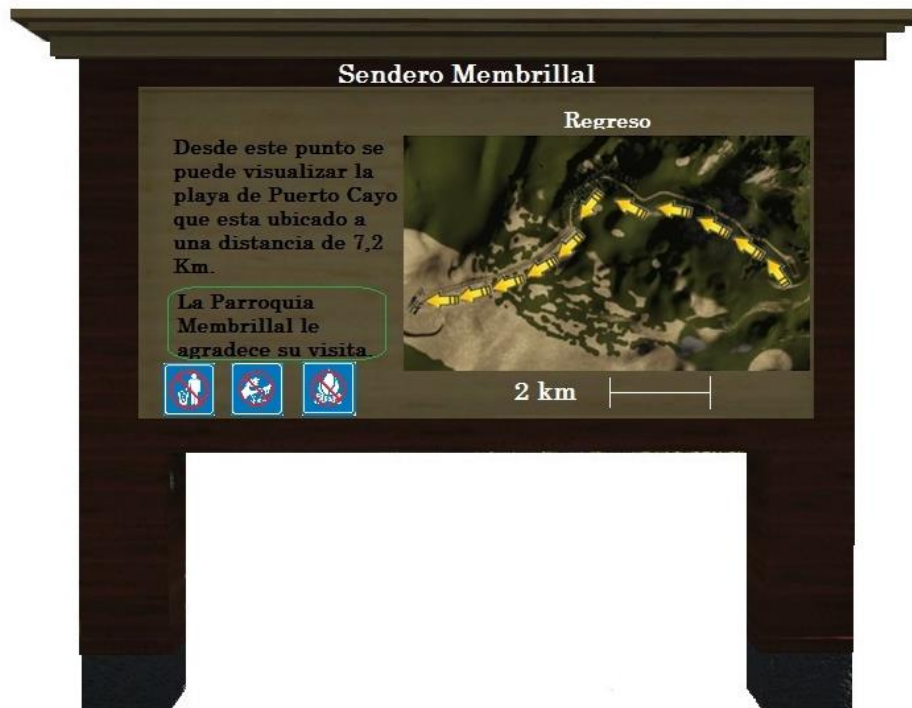 Sendero Membrillal
Regreso
Desde este punto se
puede visualizar la
playa de Puerto Cayo
que esta ubicado a
una distancia de 7,2
Km.
La Parroquia
Membrillal le
agradece su visita.
2 km